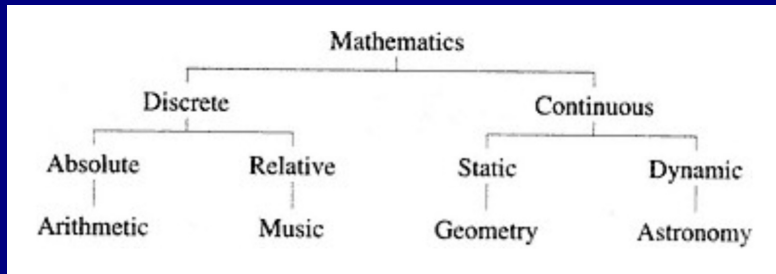 Mathematics
Discrete Continuous
Absolute Relative Static Dynamic
Arithmetic Music Geometry Astronomy